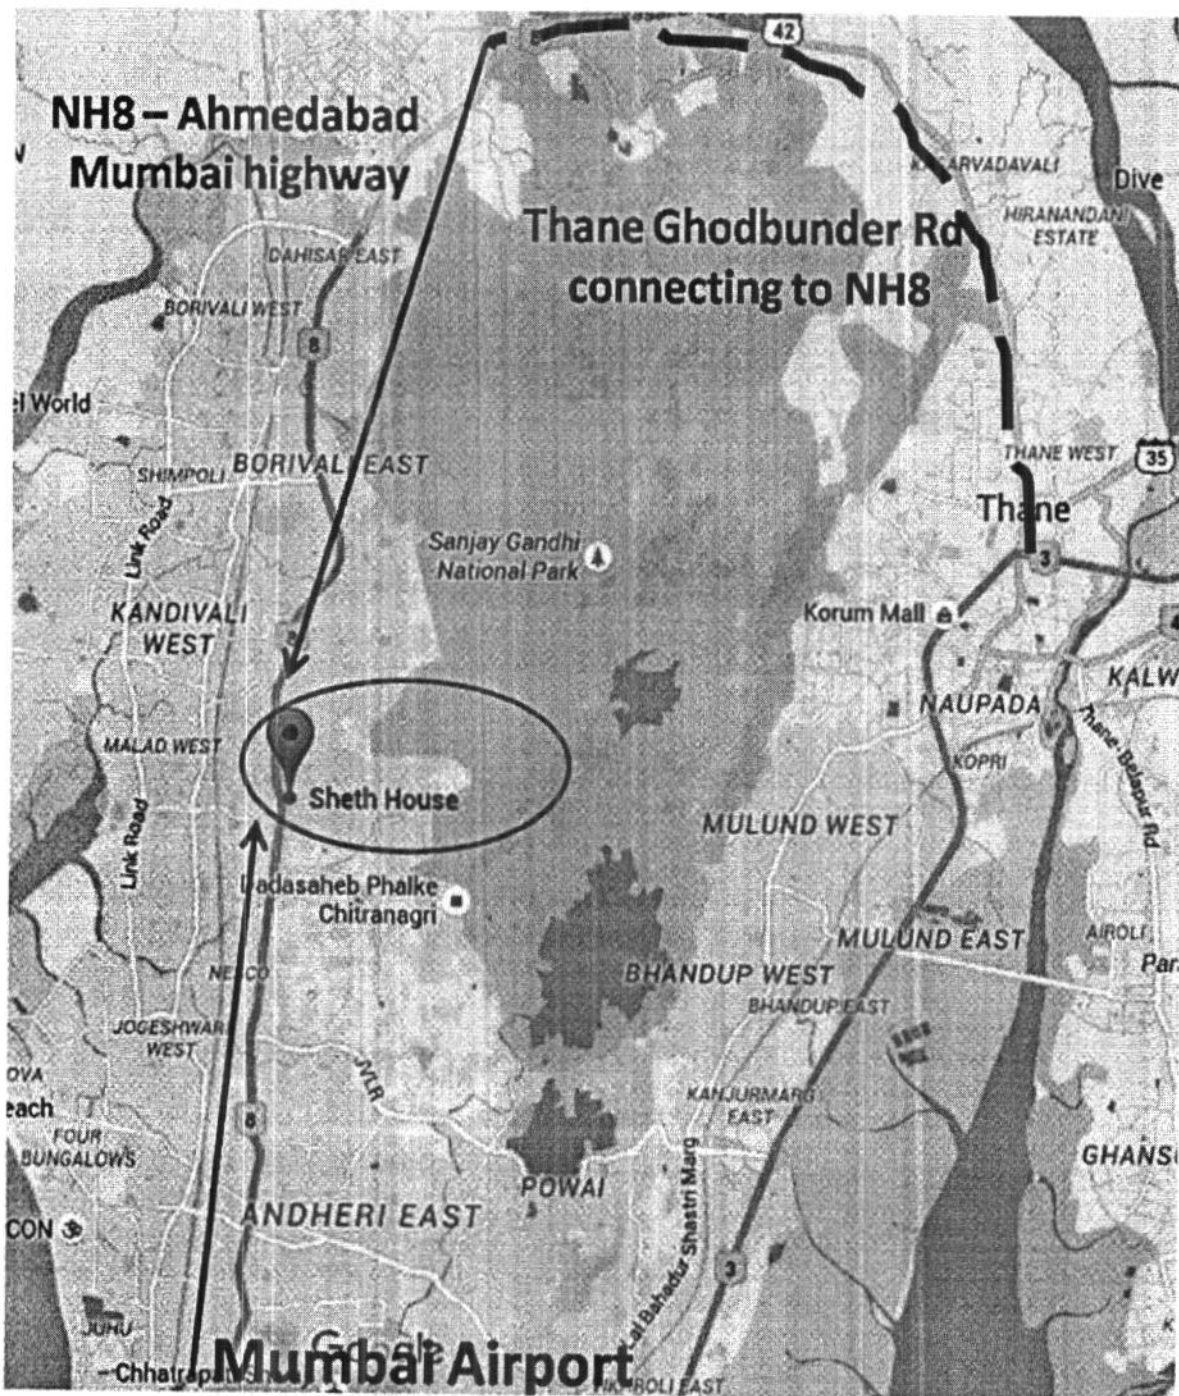 42
NH8 – Ahmedabad
Mumbai highway
Dive
Thane Ghodbunder Rd
connecting to NH8
HIRANANDANI
ESTATE
DAHISAR EAST
BORIVALI WEST
8
el World
THANE WEST
35
SHIMPOLI
BORIVALI EAST
Thane
Link Road
Sanjay Gandhi
National Park
3
KANDIVALI
WEST
Korum Mall
KALW
NAUPADA
Thane-Belapur Rd
MALAD WEST
KOPRI
Sheth House
Link Road
MULUND WEST
Dadasaheb Phalke
Chitranagri
MULUND EAST
AIROLI
NESCO
BHANDUP WEST
Par
BHANDUP EAST
JOGESHWARI
WEST
JVLR
OVA
each
8
KANJURMARG
EAST
FOUR
BUNGALOWS
GHANS
POWAI
ANDHERI EAST
CON
Lal Bahadur Shastri Marg
3
JUHU
Google
Mumbai Airport